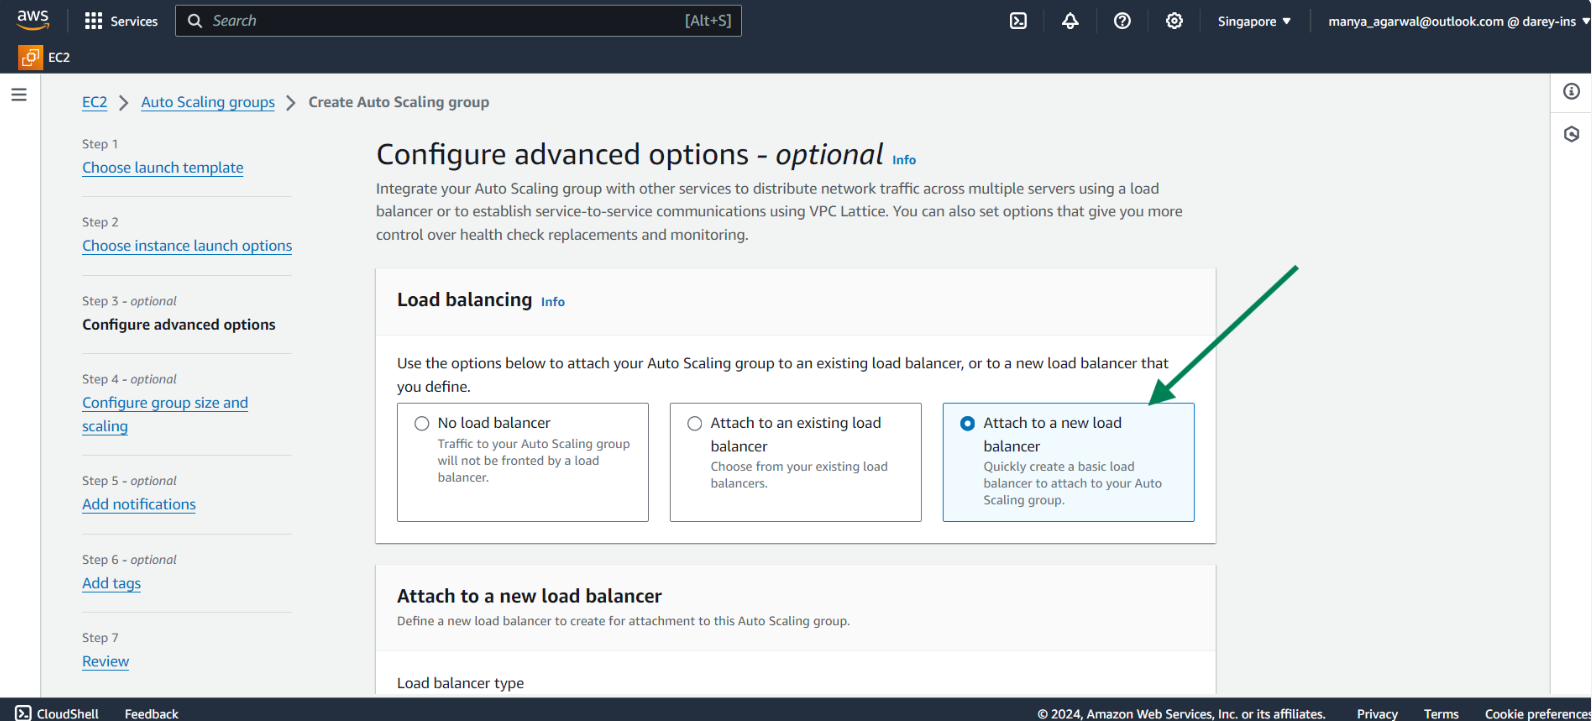 aws
Services
Search [Alt+S]
Singapore ▼
manya_agarwal@outlook.com @ darey-ins ▼
EC2
EC2 > Auto Scaling groups > Create Auto Scaling group
Step 1
Choose launch template
Step 2
Choose instance launch options
Step 3 - optional
Configure advanced options
Step 4 - optional
Configure group size and
scaling
Step 5 - optional
Add notifications
Step 6 - optional
Add tags
Step 7
Review
Configure advanced options - optional Info
Integrate your Auto Scaling group with other services to distribute network traffic across multiple servers using a load
balancer or to establish service-to-service communications using VPC Lattice. You can also set options that give you more
control over health check replacements and monitoring.
Load balancing Info
Use the options below to attach your Auto Scaling group to an existing load balancer, or to a new load balancer that
you define.
No load balancer
Traffic to your Auto Scaling group
will not be fronted by a load
balancer.
Attach to an existing load
balancer
Choose from your existing load
balancers.
Attach to a new load
balancer
Quickly create a basic load
balancer to attach to your Auto
Scaling group.
Attach to a new load balancer
Define a new load balancer to create for attachment to this Auto Scaling group.
Load balancer type
CloudShell Feedback
© 2024, Amazon Web Services, Inc. or its affiliates. Privacy Terms Cookie preferences